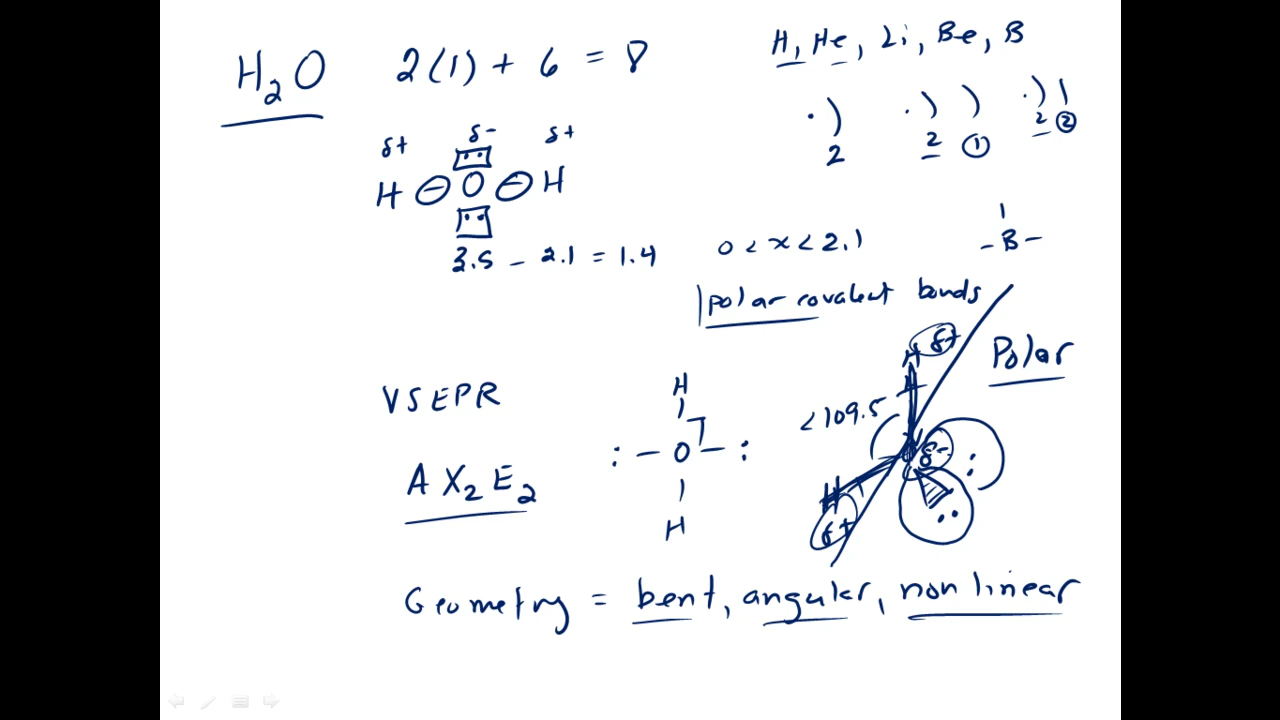 H2O 2(1) + 6 = 8
H, He, Li, Be, B
2 2 1 2 2
δ+ δ- δ+
H O H
3.5 - 2.1 = 1.4
0 < x < 2.1
- B -
polar covalent bonds
Polar
VSEPR
AX2E2
H
: - O - :
H
<109.5
H δ+
δ- :
H
δ+ ..
Geometry = bent, angular, non linear